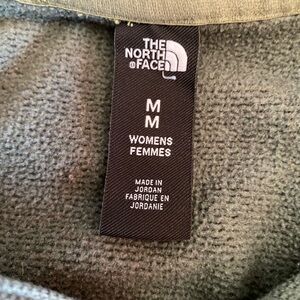 THE
NORTH
FACE
M
M
WOMENS
FEMMES
MADE IN
JORDAN
FABRIQUE EN
JORDANIE